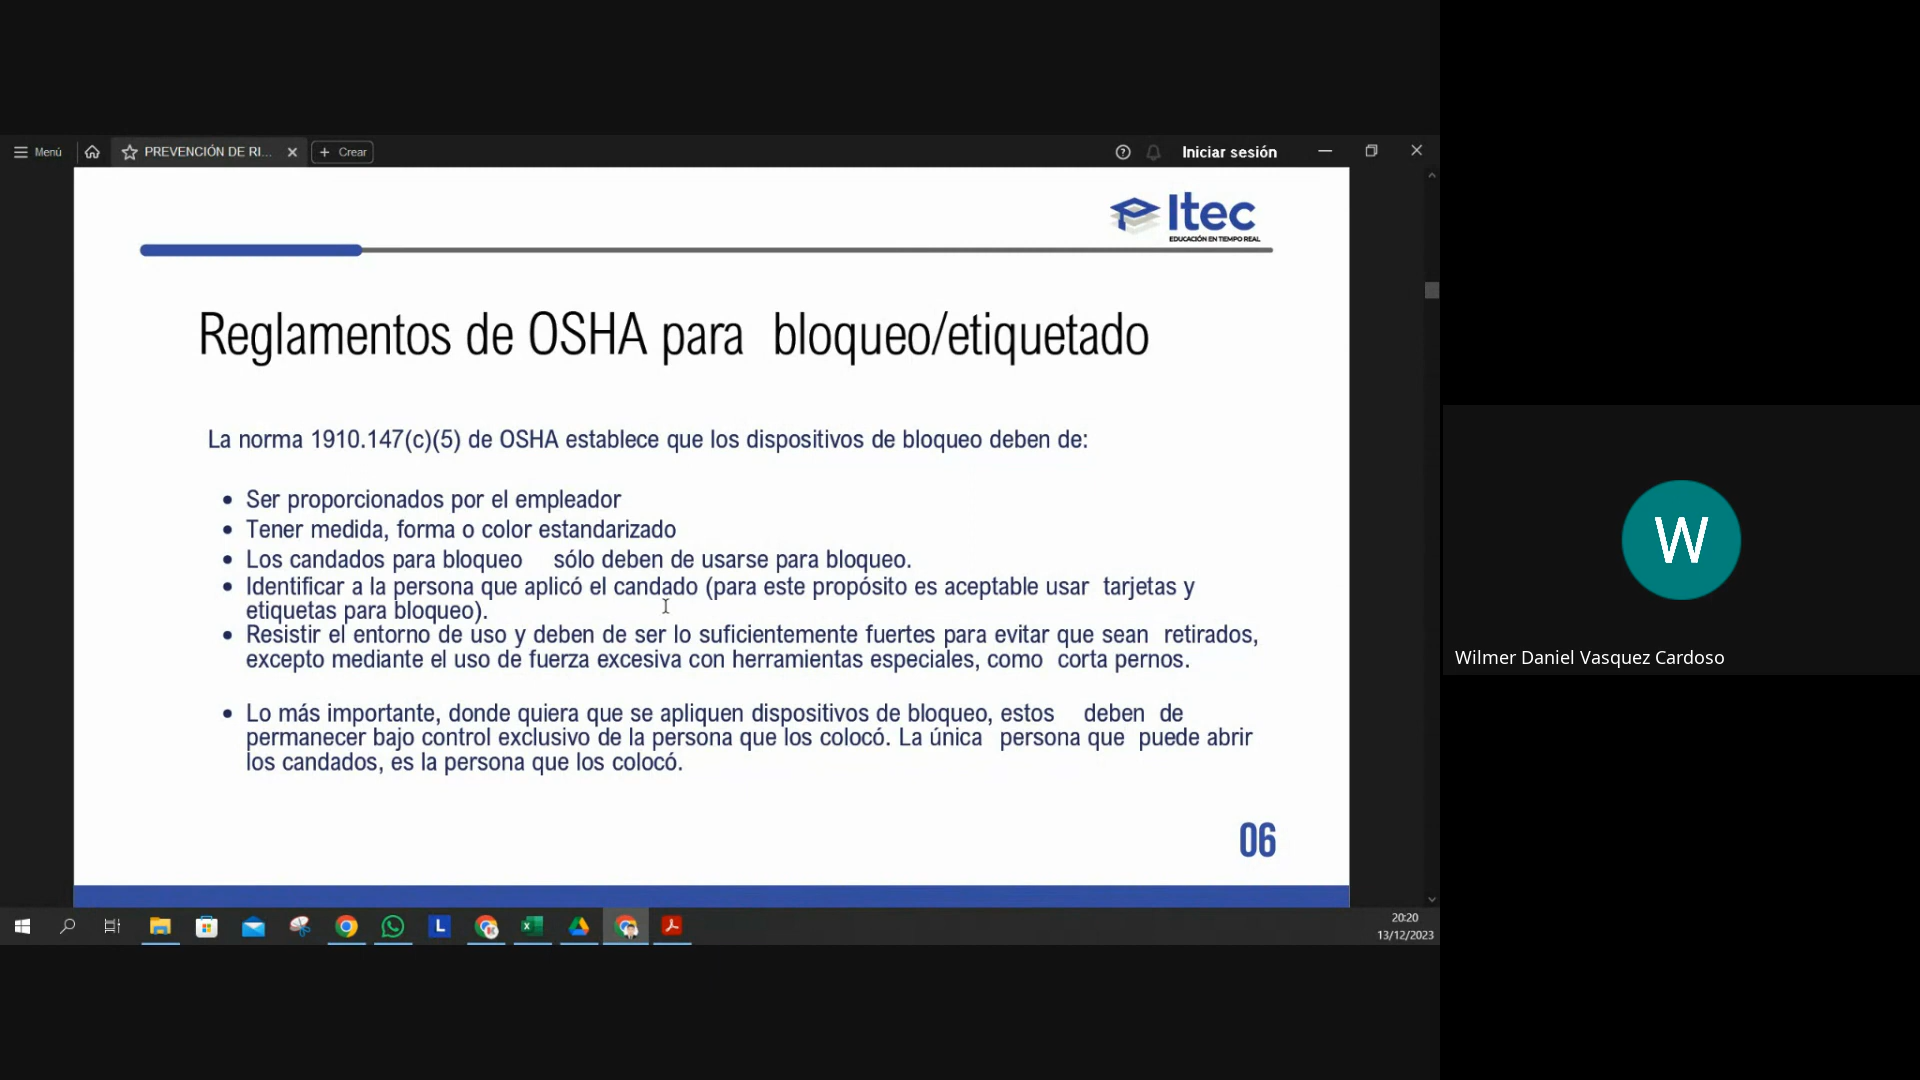 Menú
PREVENCIÓN DE RI...
Crear
Iniciar sesión
Itec
EDUCACIÓN EN TIEMPO REAL
Reglamentos de OSHA para bloqueo/etiquetado
La norma 1910.147(c)(5) de OSHA establece que los dispositivos de bloqueo deben de:
• Ser proporcionados por el empleador
• Tener medida, forma o color estandarizado
• Los candados para bloqueo sólo deben de usarse para bloqueo.
• Identificar a la persona que aplicó el candado (para este propósito es aceptable usar tarjetas y
etiquetas para bloqueo).
• Resistir el entorno de uso y deben de ser lo suficientemente fuertes para evitar que sean retirados,
excepto mediante el uso de fuerza excesiva con herramientas especiales, como corta pernos.
• Lo más importante, donde quiera que se apliquen dispositivos de bloqueo, estos deben de
permanecer bajo control exclusivo de la persona que los colocó. La única persona que puede abrir
los candados, es la persona que los colocó.
06
L
20:20
13/12/2023
W
Wilmer Daniel Vasquez Cardoso